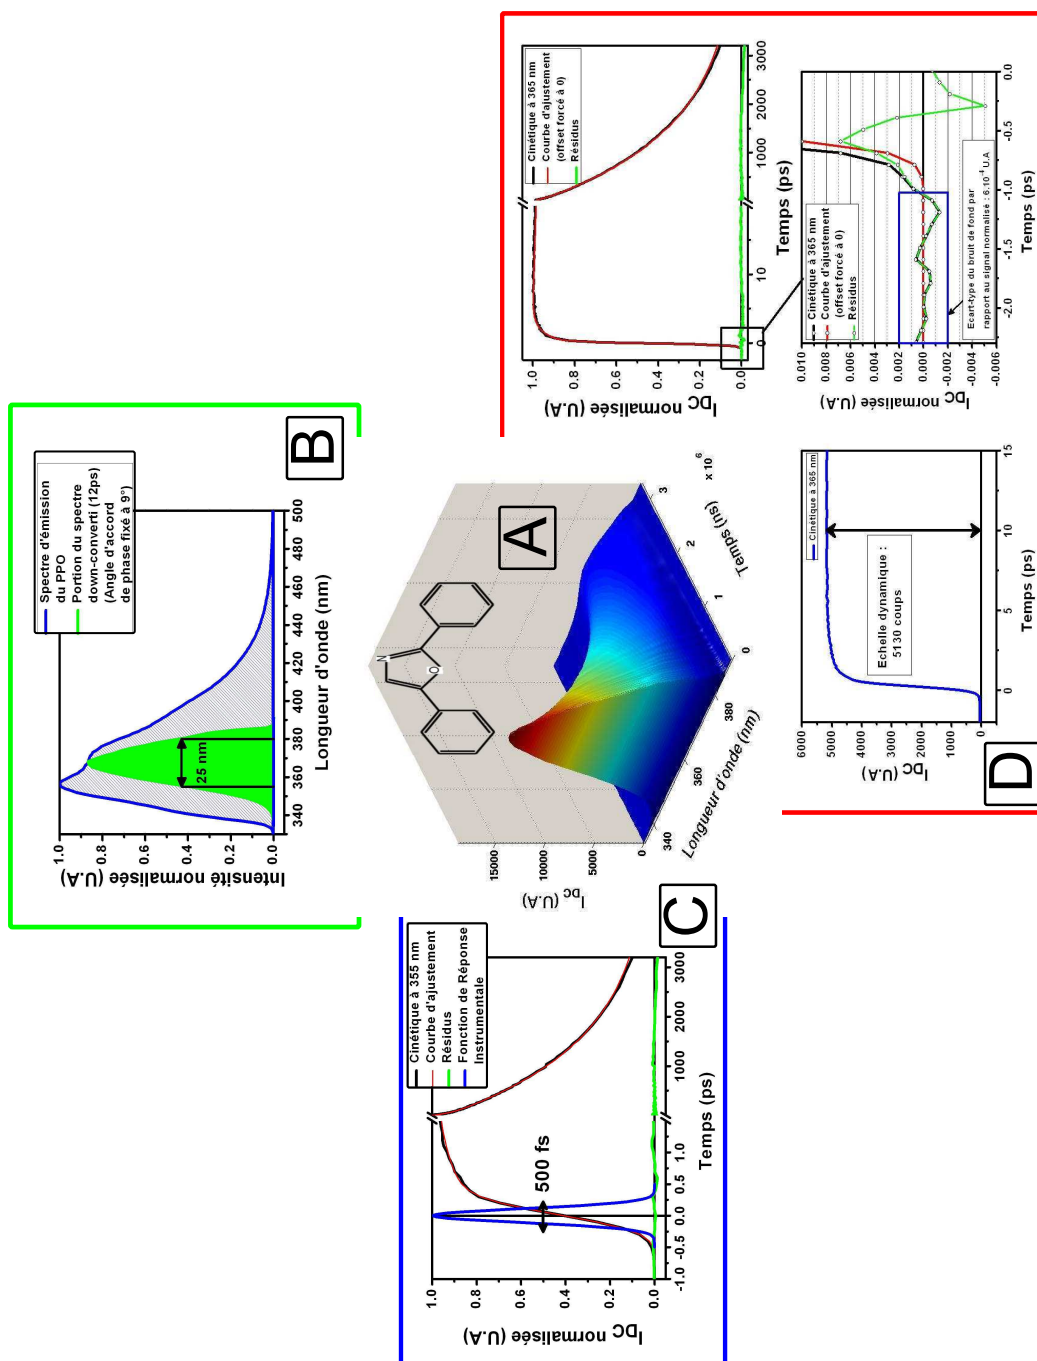 Spectre d'émission
du PPO
Portion du spectre
down-converti (12ps)
(Angle d'accord
de phase fixé à 9°)
B
25 nm
Intensité normalisée (U.A)
1.0
0.8
0.6
0.4
0.2
0.0
340
360
380
400
420
440
460
480
500
Longueur d'onde (nm)
Cinétique à 355 nm
Courbe d'ajustement
Résidus
Fonction de Réponse
Instrumentale
500 fs
C
IDC normalisée (U.A)
1.0
0.8
0.6
0.4
0.2
0.0
-1.0
-0.5
0.0
0.5
1.0
1000
2000
3000
Temps (ps)
A
N
O
IDC (U.A)
15000
10000
5000
0
340
360
380
Longueur d'onde (nm)
0
1
2
3
x 10^6
Temps (ns)
Cinétique à 365 nm
Courbe d'ajustement
(offset forcé à 0)
Résidus
IDC normalisée (U.A)
1.0
0.8
0.6
0.4
0.2
0.0
0
10
1000
2000
3000
Temps (ps)
D
Cinétique à 365 nm
Echelle dynamique :
5130 coups
IDC (U.A)
6000
5000
4000
3000
2000
1000
0
0
5
10
15
Temps (ps)
Cinétique à 365 nm
Courbe d'ajustement
(offset forcé à 0)
Résidus
Ecart-type du bruit de fond par
rapport au signal normalisé : 6.10^-4 U.A
IDC normalisée (U.A)
0.010
0.008
0.006
0.004
0.002
0.000
-0.002
-0.004
-0.006
-2.0
-1.5
-1.0
-0.5
0.0
Temps (ps)